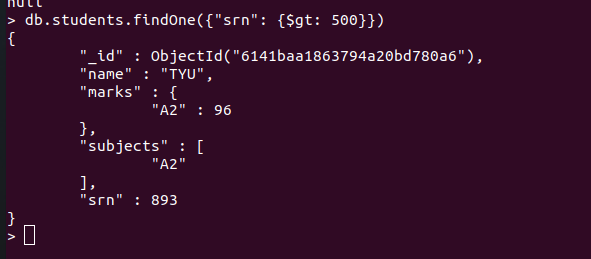 null
> db.students.findOne({"srn": {$gt: 500}})
{
        "_id" : ObjectId("6141baa1863794a20bd780a6"),
        "name" : "TYU",
        "marks" : {
                "A2" : 96
        },
        "subjects" : [
                "A2"
        ],
        "srn" : 893
}
>